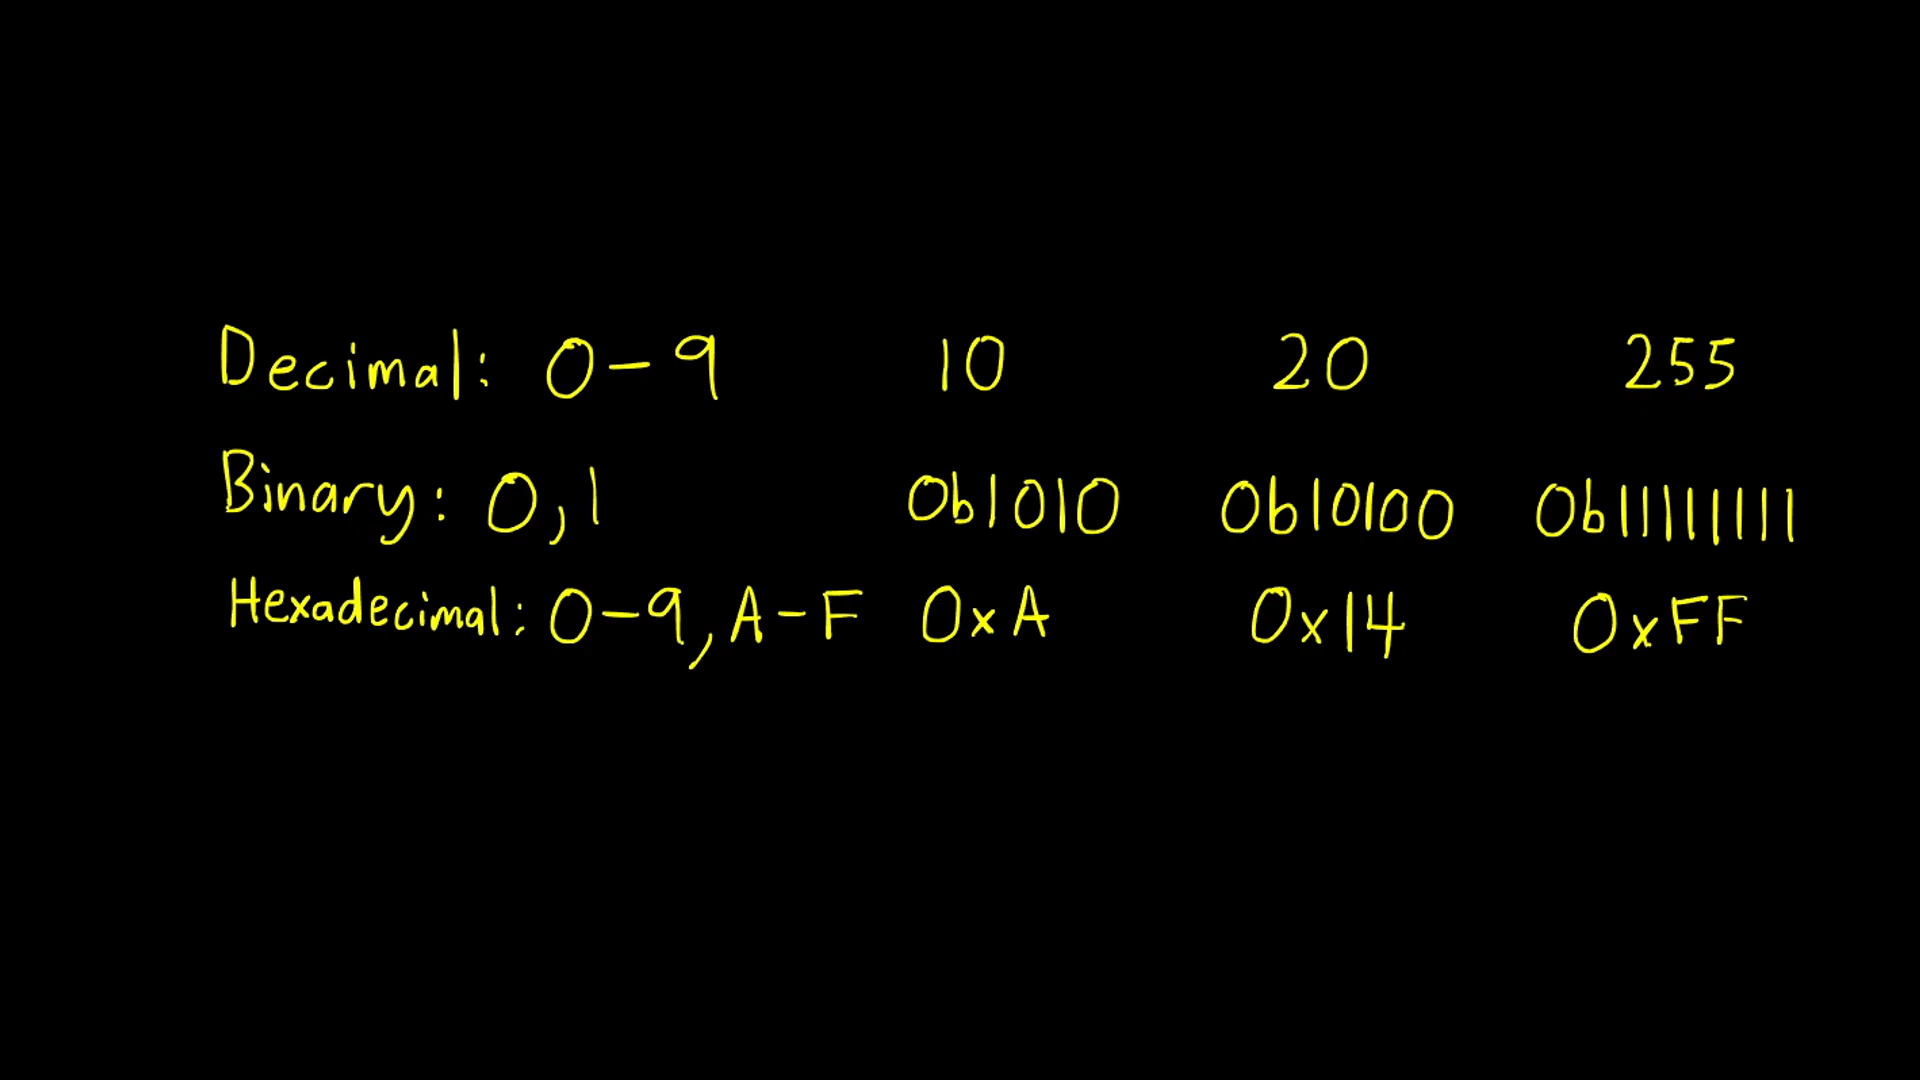 Decimal: 0-9 10 20 255
Binary: 0,1 0b1010 0b10100 0b11111111
Hexadecimal: 0-9, A-F 0xA 0x14 0xFF